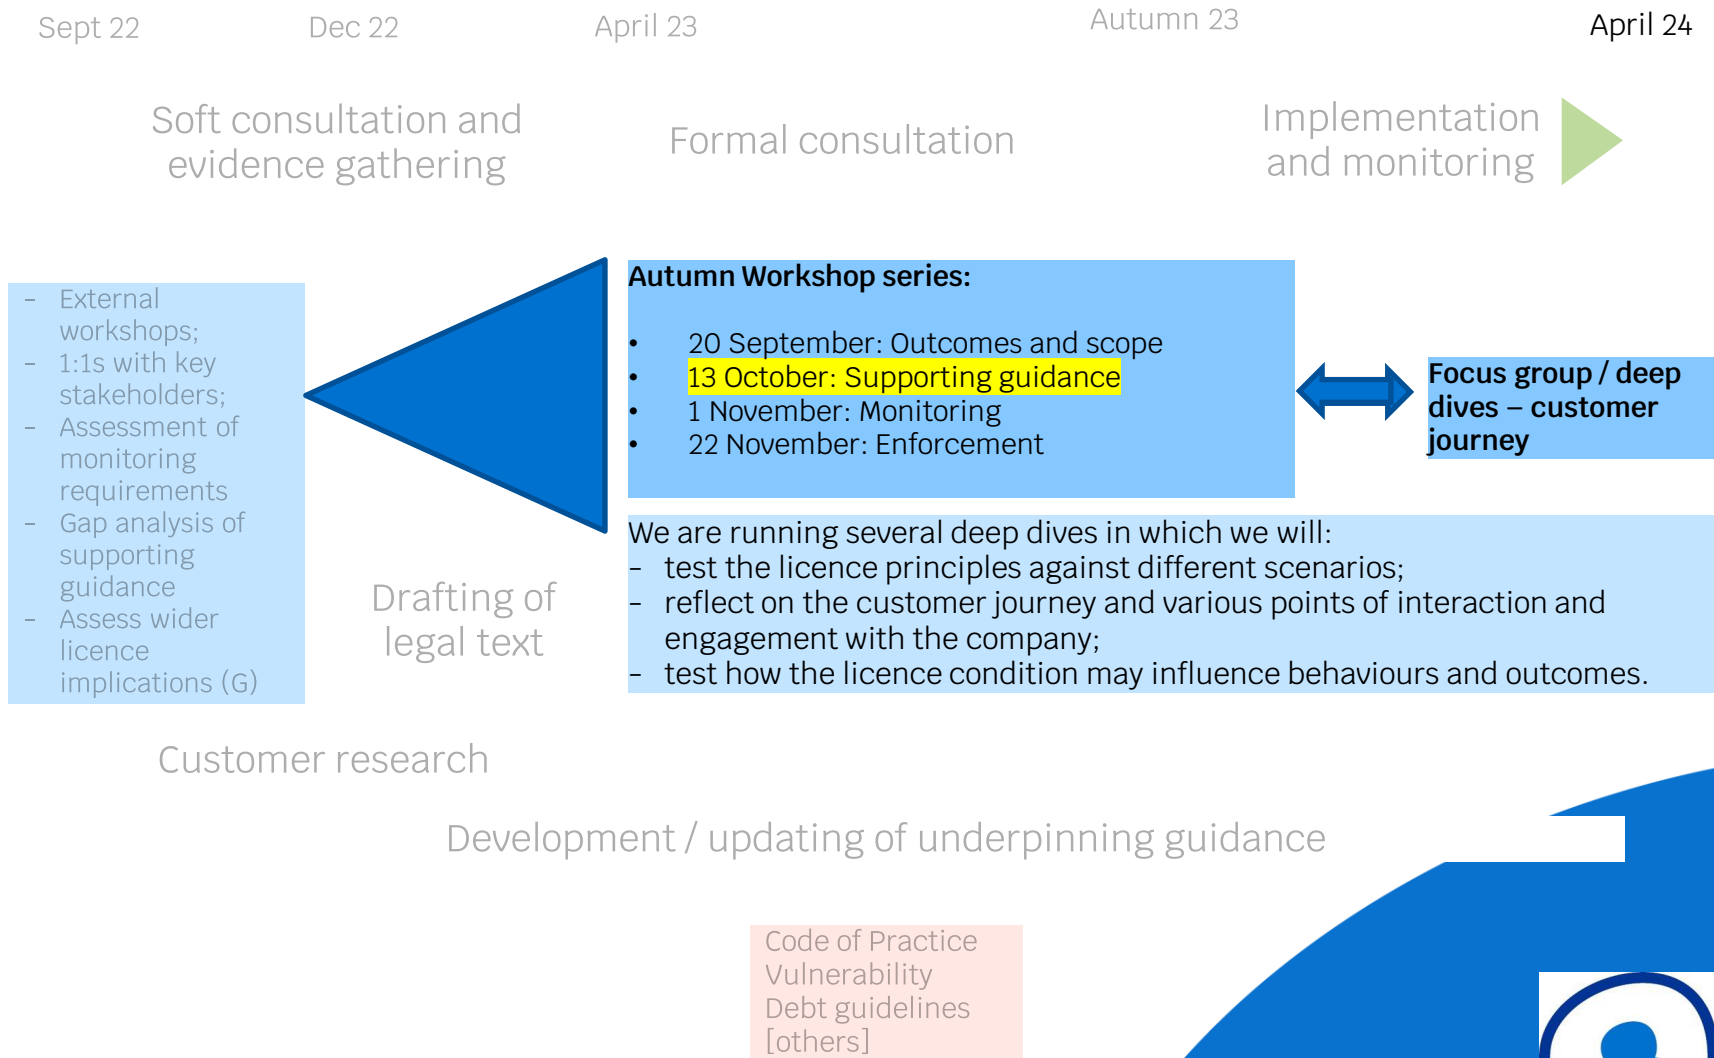 Sept 22
Dec 22
April 23
Autumn 23
April 24
Soft consultation and
evidence gathering
Formal consultation
Implementation
and monitoring
- External
workshops;
- 1:1s with key
stakeholders;
- Assessment of
monitoring
requirements
- Gap analysis of
supporting
guidance
- Assess wider
licence
implications (G)
Autumn Workshop series:
• 20 September: Outcomes and scope
• 13 October: Supporting guidance
• 1 November: Monitoring
• 22 November: Enforcement
Focus group / deep
dives – customer
journey
We are running several deep dives in which we will:
- test the licence principles against different scenarios;
- reflect on the customer journey and various points of interaction and
engagement with the company;
- test how the licence condition may influence behaviours and outcomes.
Drafting of
legal text
Customer research
Development / updating of underpinning guidance
Code of Practice
Vulnerability
Debt guidelines
[others]